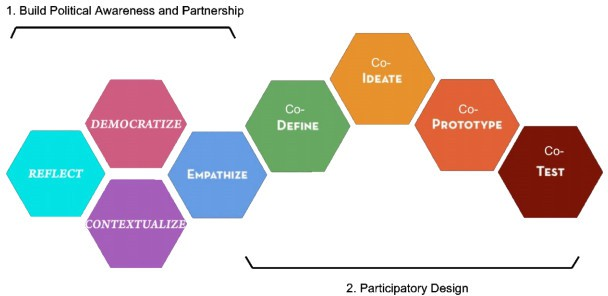 1. Build Political Awareness and Partnership
DEMOCRATIZE
REFLECT
CONTEXTUALIZE
EMPATHIZE
Co-
DEFINE
Co-
IDEATE
Co-
PROTOTYPE
Co-
TEST
2. Participatory Design